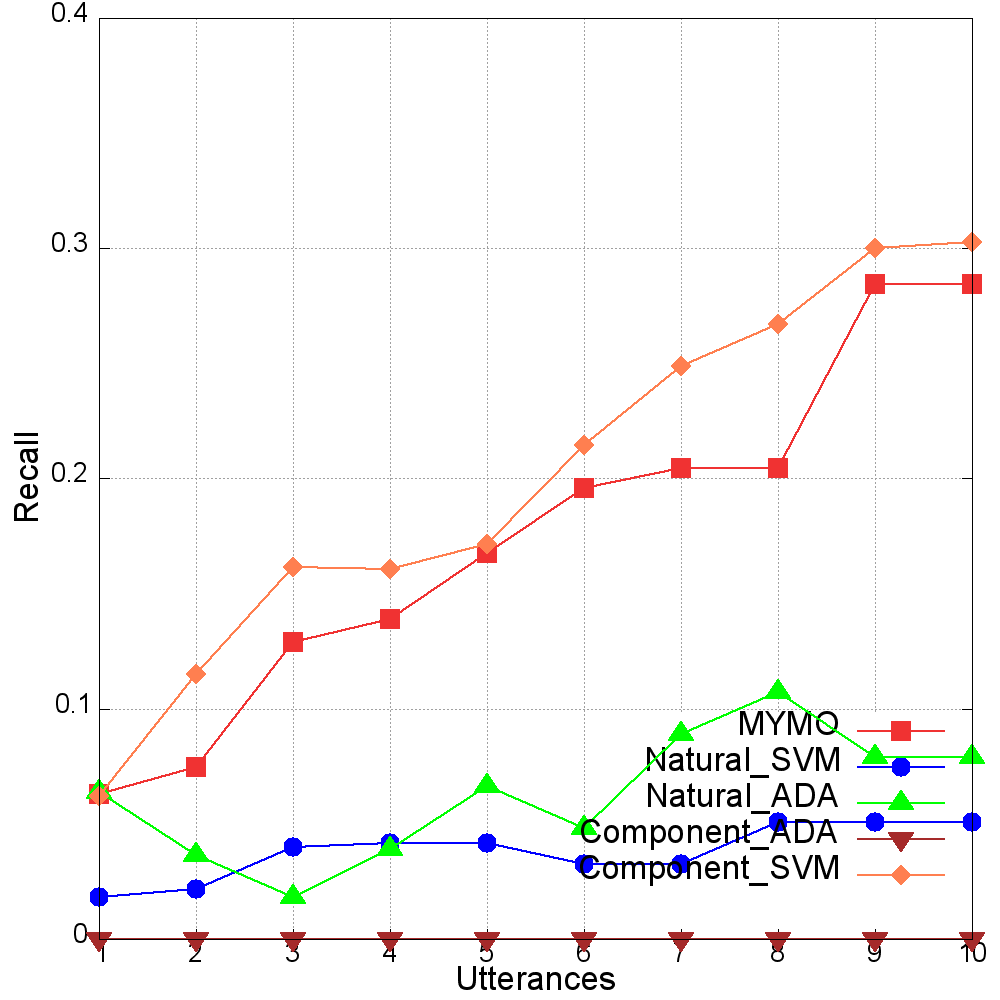 0.4
0.3
0.2
0.1
0
Recall
MYMO
Natural_SVM
Natural_ADA
Component_ADA
Component_SVM
1 2 3 4 5 6 7 8 9 10
Utterances